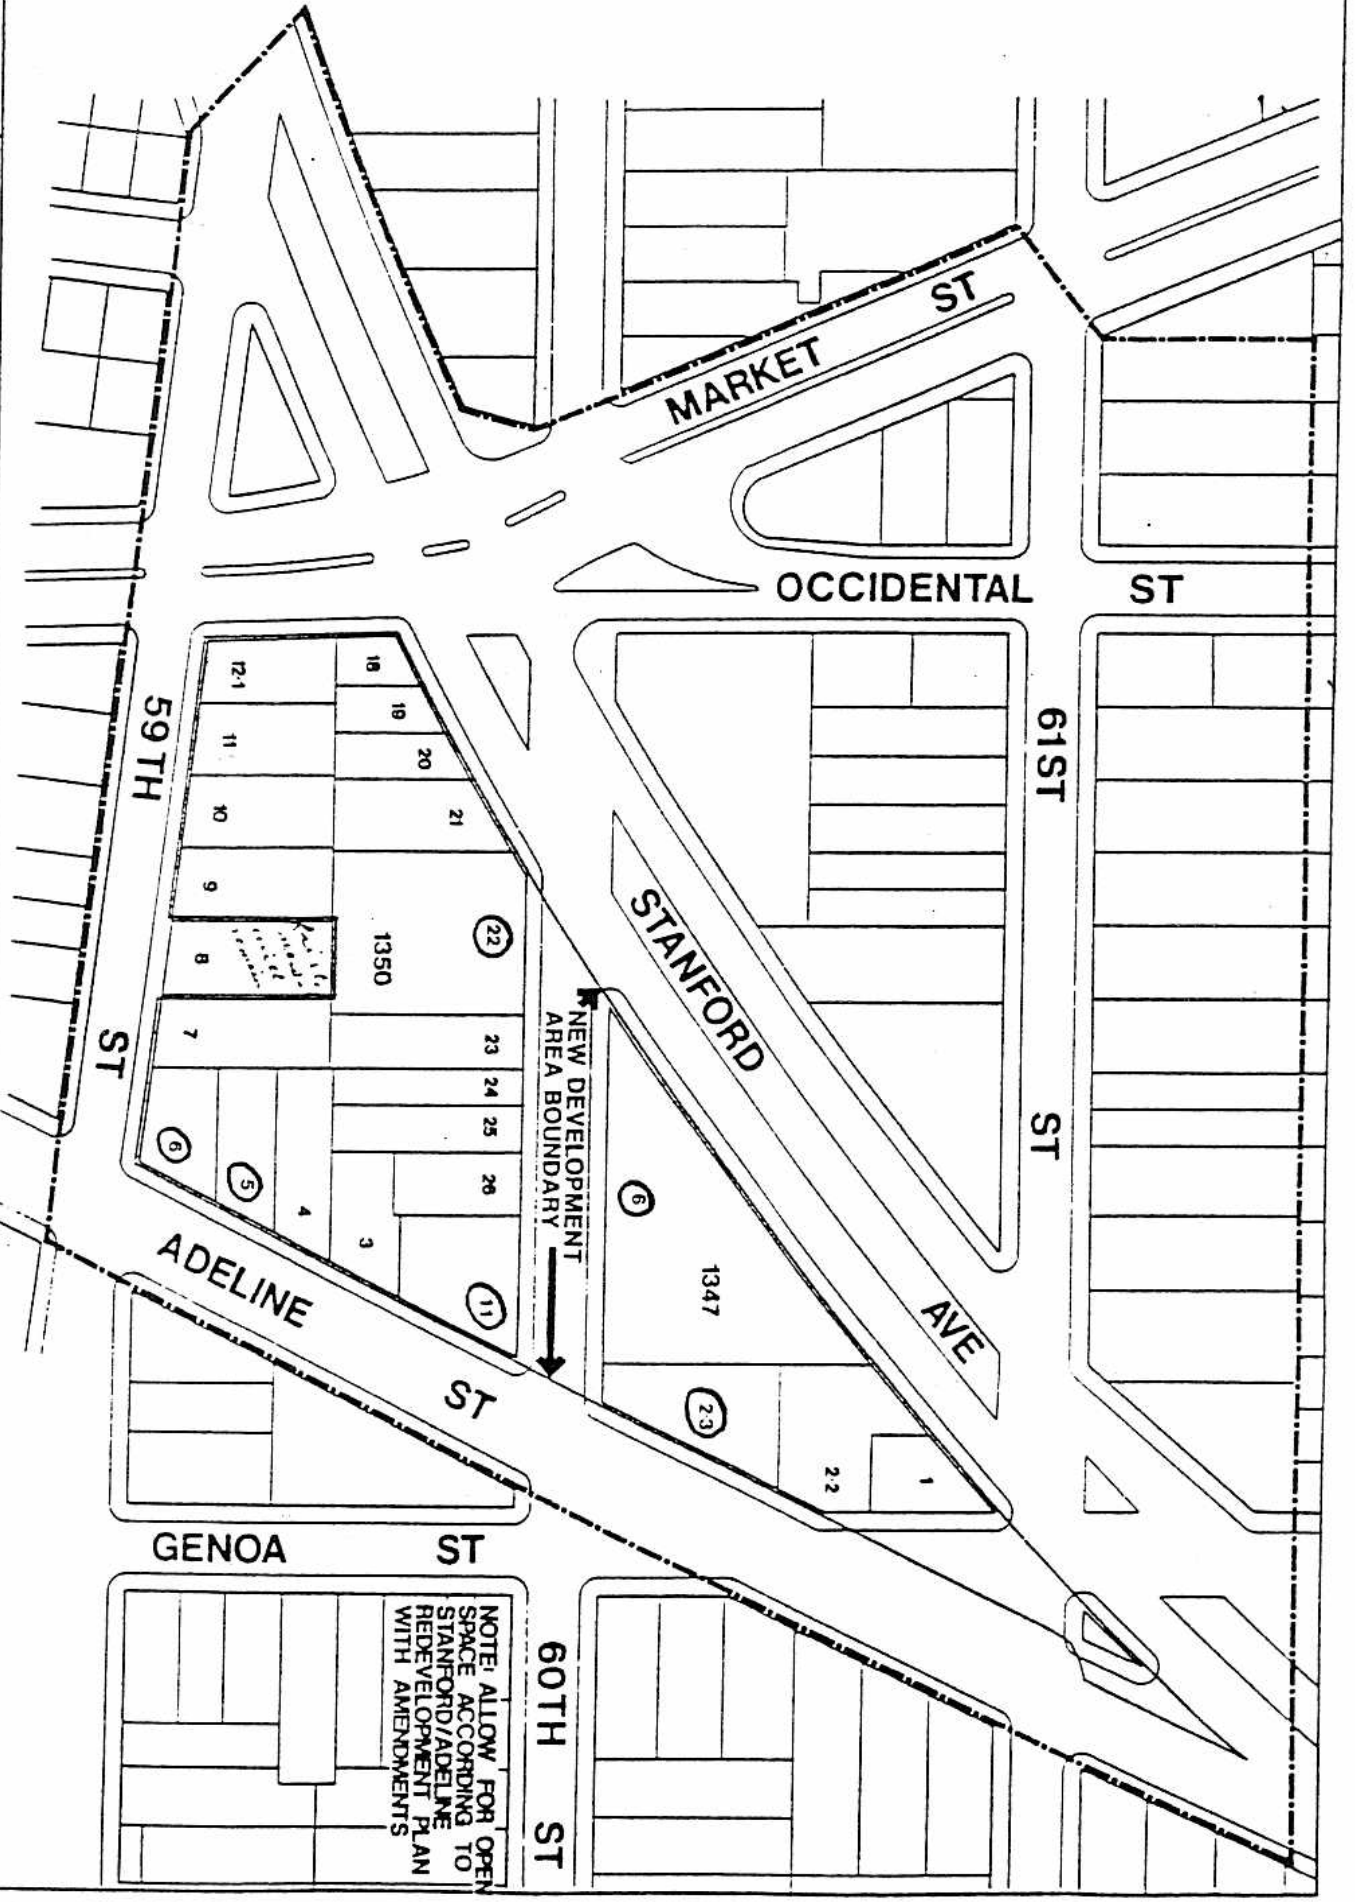 MARKET
ST
OCCIDENTAL
ST
59TH
ST
61ST
ST
STANFORD
AVE
ADELINE
ST
GENOA
ST
60TH
ST
12·1
11
10
9
8
7
6
5
4
3
11
18
19
20
21
22
23
24
25
26
1350
1347
6
2·3
2·2
1
NEW DEVELOPMENT
AREA BOUNDARY
NOTE: ALLOW FOR OPEN
SPACE ACCORDING TO
STANFORD/ADELINE
REDEVELOPMENT PLAN
WITH AMENDMENTS